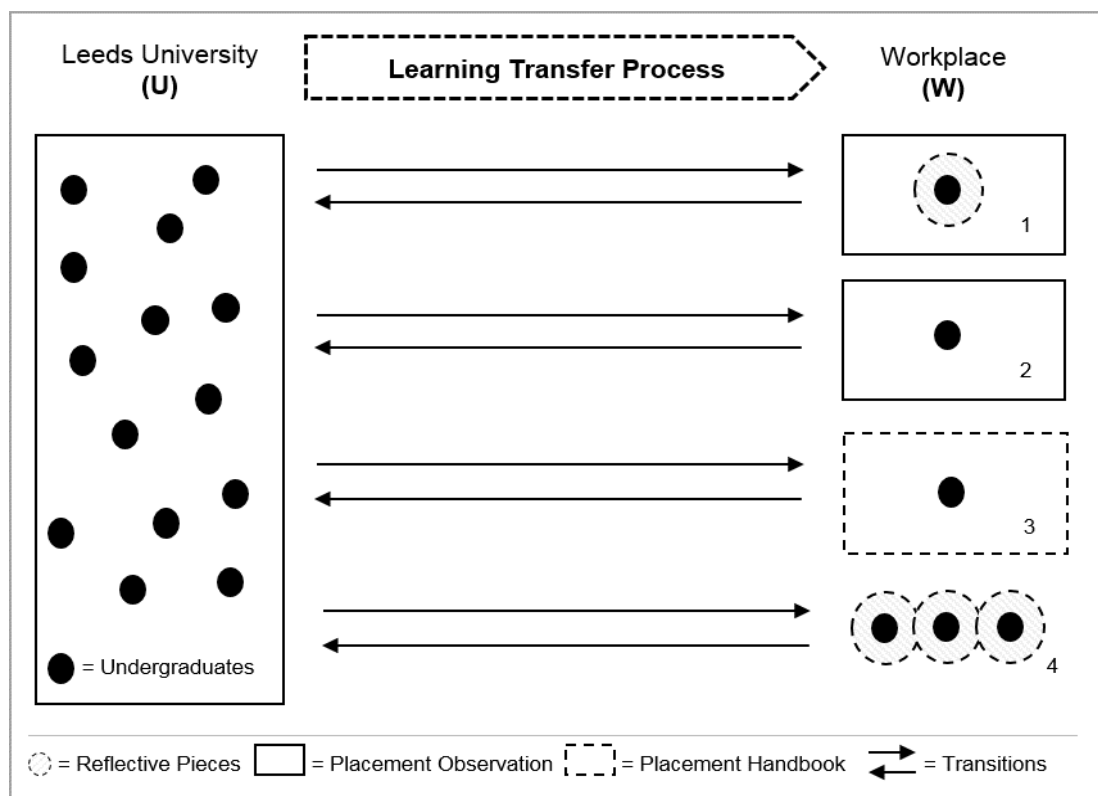 Leeds University
(U)
Learning Transfer Process
Workplace
(W)
1
2
3
4
= Undergraduates
= Reflective Pieces
= Placement Observation
= Placement Handbook
= Transitions